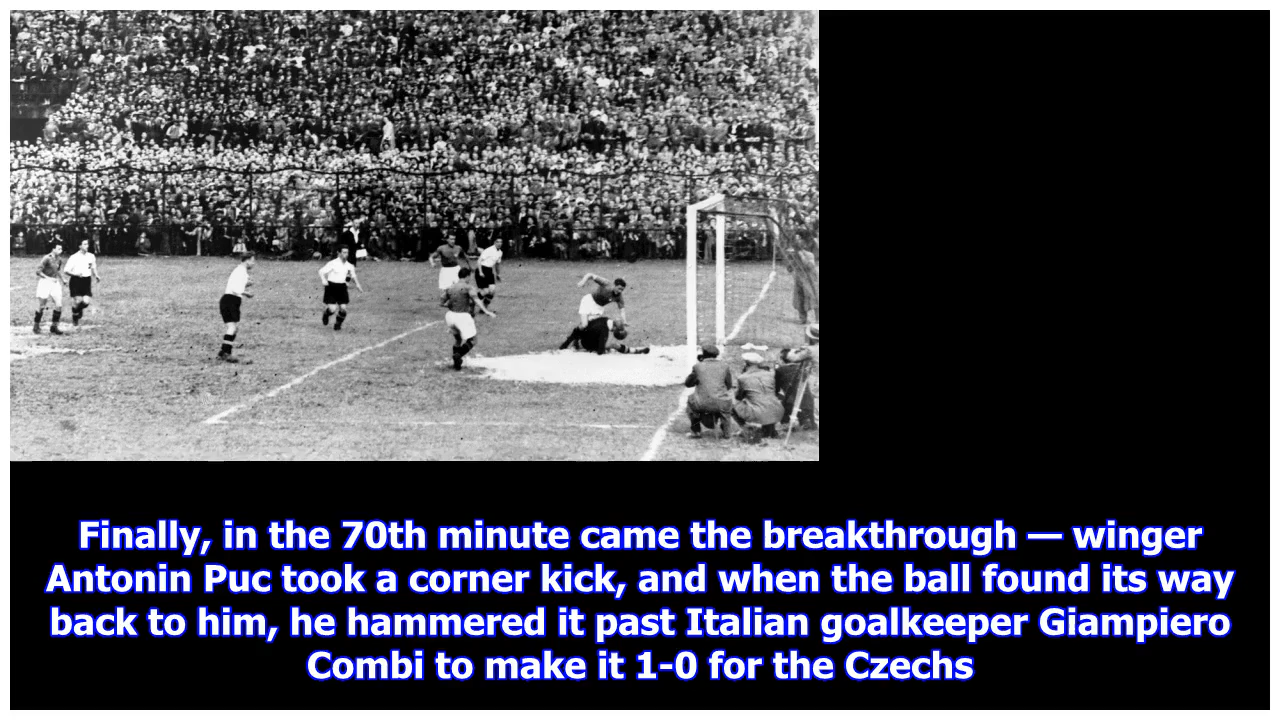 Finally, in the 70th minute came the breakthrough — winger
Antonin Puc took a corner kick, and when the ball found its way
back to him, he hammered it past Italian goalkeeper Giampiero
Combi to make it 1-0 for the Czechs